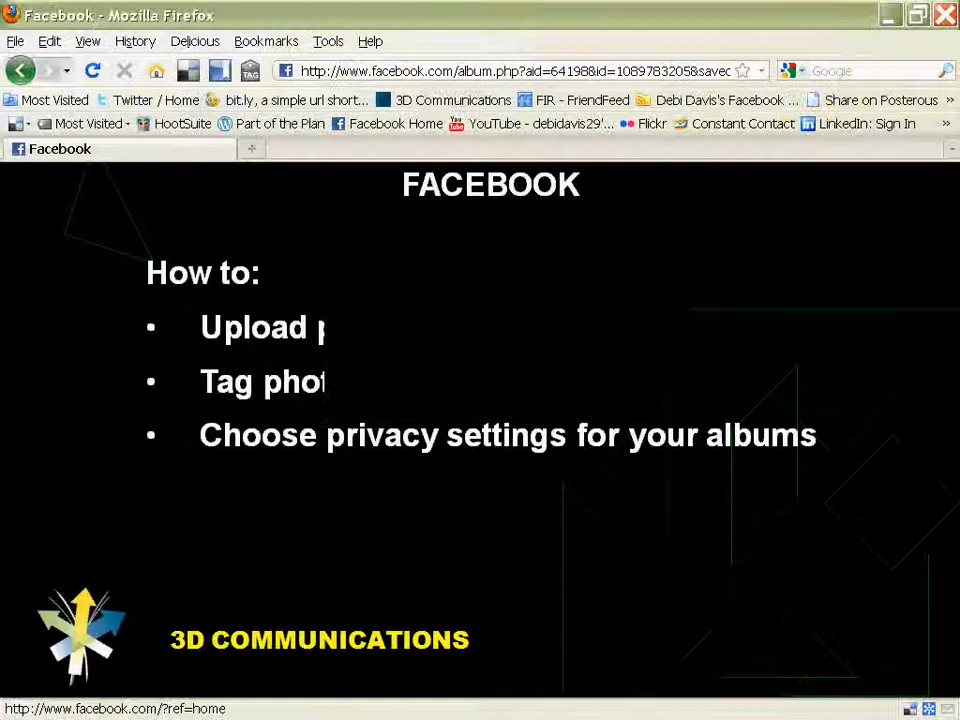 Facebook - Mozilla Firefox
File Edit View History Delicious Bookmarks Tools Help
http://www.facebook.com/album.php?aid=64198&id=1089783205&savec Google
Most Visited Twitter / Home bit.ly, a simple url short... 3D Communications FIR - FriendFeed Debi Davis's Facebook ... Share on Posterous »
Most Visited HootSuite Part of the Plan Facebook Home YouTube - debidavis29'... Flickr Constant Contact LinkedIn: Sign In »
Facebook
FACEBOOK
How to:
• Upload
• Tag phot
• Choose privacy settings for your albums
3D COMMUNICATIONS
http://www.facebook.com/?ref=home